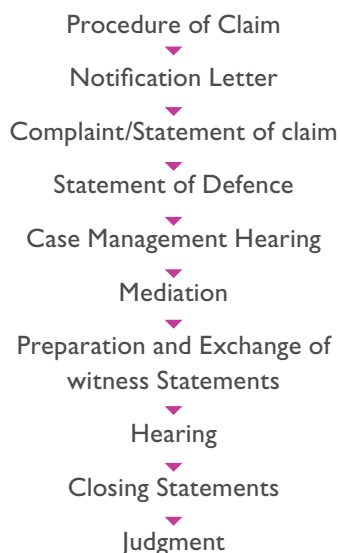 Procedure of Claim
Notification Letter
Complaint/Statement of claim
Statement of Defence
Case Management Hearing
Mediation
Preparation and Exchange of
witness Statements
Hearing
Closing Statements
Judgment